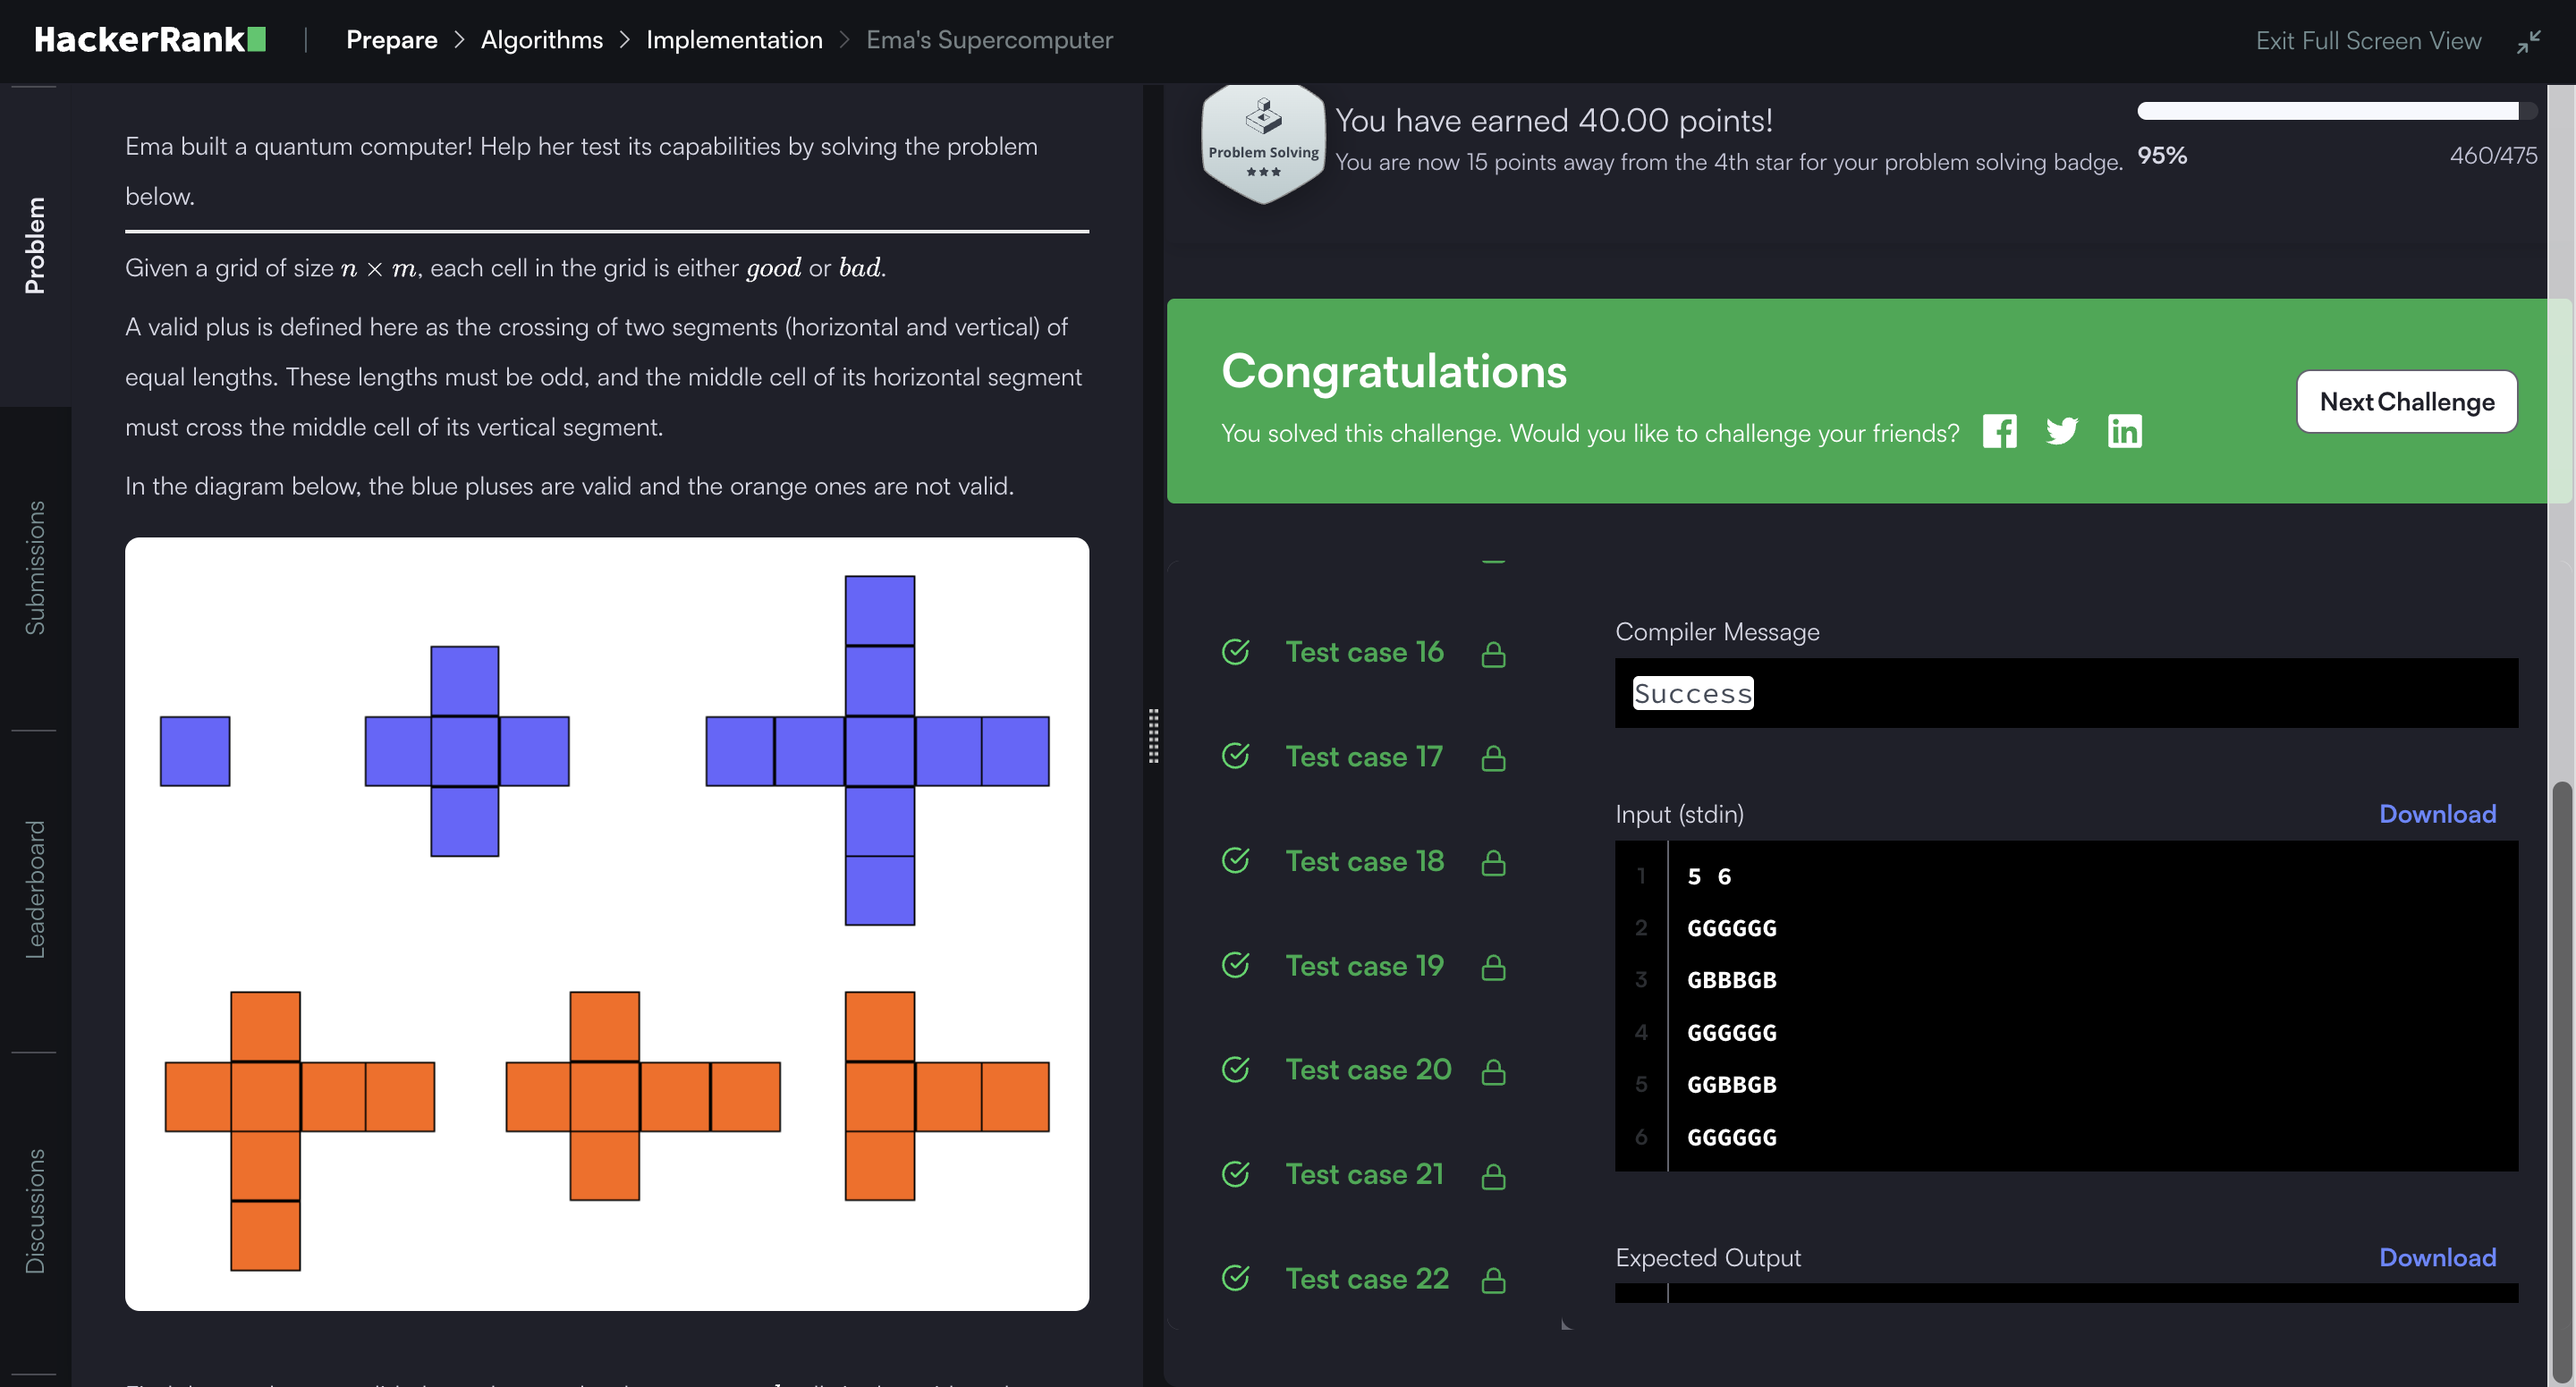 HackerRank
Prepare > Algorithms > Implementation > Ema's Supercomputer
Exit Full Screen View
Problem
Submissions
Leaderboard
Discussions
Ema built a quantum computer! Help her test its capabilities by solving the problem
below.
Given a grid of size n × m, each cell in the grid is either good or bad.
A valid plus is defined here as the crossing of two segments (horizontal and vertical) of
equal lengths. These lengths must be odd, and the middle cell of its horizontal segment
must cross the middle cell of its vertical segment.
In the diagram below, the blue pluses are valid and the orange ones are not valid.
Problem Solving
You have earned 40.00 points!
You are now 15 points away from the 4th star for your problem solving badge.
95%
460/475
Congratulations
You solved this challenge. Would you like to challenge your friends?
Next Challenge
Test case 16
Test case 17
Test case 18
Test case 19
Test case 20
Test case 21
Test case 22
Compiler Message
Success
Input (stdin)
Download
1 5 6
2 GGGGGG
3 GBBBGB
4 GGGGGG
5 GGBBGB
6 GGGGGG
Expected Output
Download